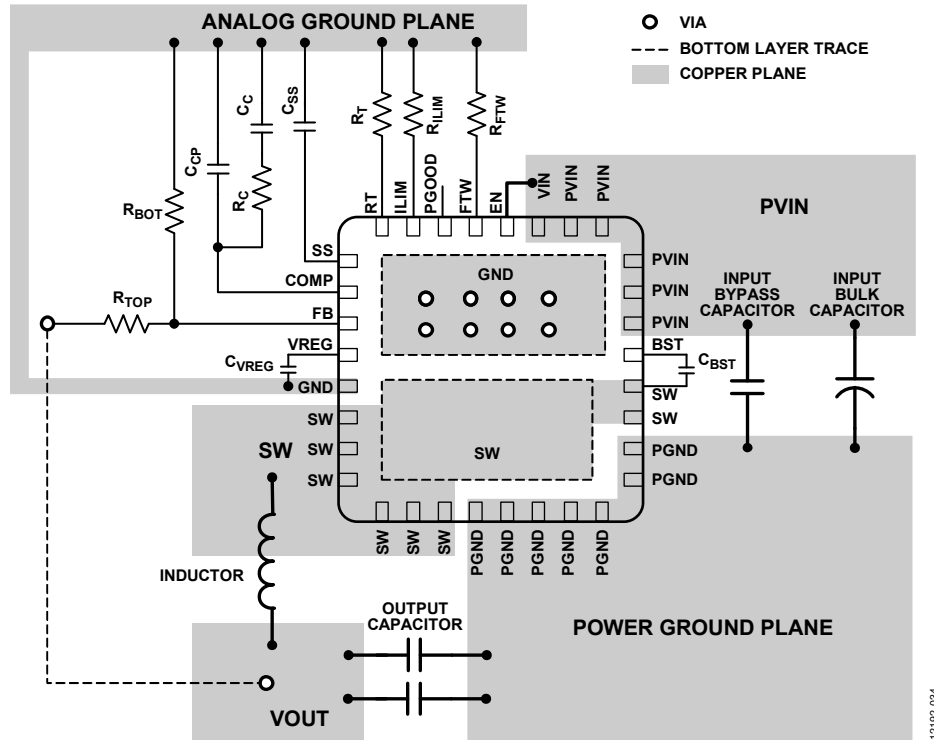 ANALOG GROUND PLANE
VIA
BOTTOM LAYER TRACE
COPPER PLANE
CCP
CC
RC
CSS
RT
RILIM
RFTW
RBOT
RTOP
RT
ILIM
PGOOD
FTW
EN
VIN
PVIN
PVIN
PVIN
SS
COMP
FB
VREG
CVREG
GND
SW
SW
SW
GND
SW
PVIN
PVIN
PVIN
BST
CBST
SW
SW
PGND
PGND
INPUT
BYPASS
CAPACITOR
INPUT
BULK
CAPACITOR
SW
SW
SW
SW
PGND
PGND
PGND
PGND
PGND
INDUCTOR
OUTPUT
CAPACITOR
POWER GROUND PLANE
VOUT
12192-034